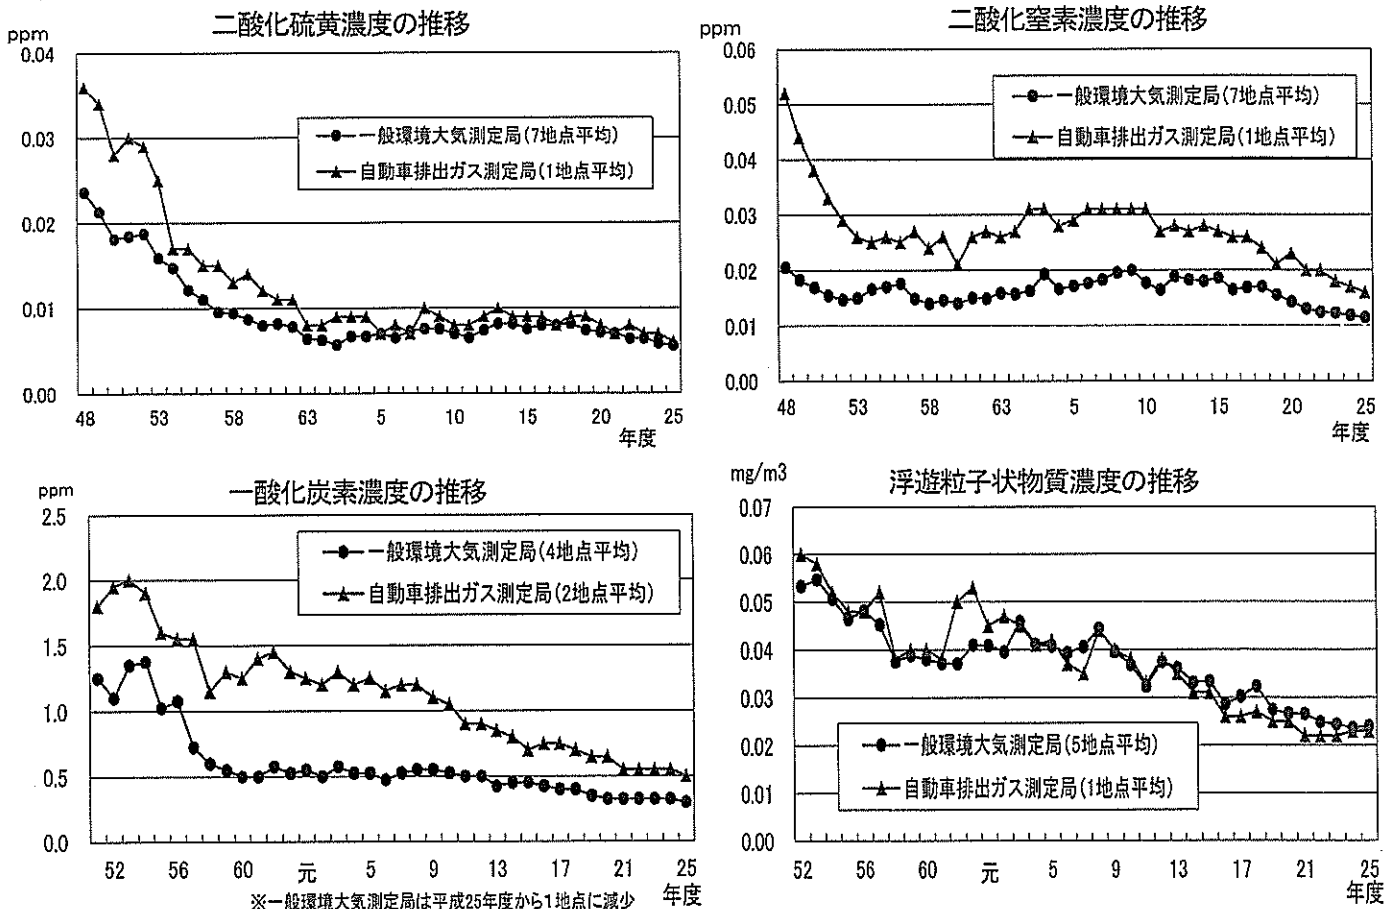 二酸化硫黄濃度の推移
ppm
0.04
0.03
0.02
0.01
0.00
一般環境大気測定局(7地点平均)
自動車排出ガス測定局(1地点平均)
48 53 58 63 5 10 15 20 25
年度
二酸化窒素濃度の推移
ppm
0.06
0.05
0.04
0.03
0.02
0.01
0.00
一般環境大気測定局(7地点平均)
自動車排出ガス測定局(1地点平均)
48 53 58 63 5 10 15 20 25
年度
一酸化炭素濃度の推移
ppm
2.5
2.0
1.5
1.0
0.5
0.0
一般環境大気測定局(4地点平均)
自動車排出ガス測定局(2地点平均)
52 56 60 元 5 9 13 17 21 25
年度
※一般環境大気測定局は平成25年度から1地点に減少
浮遊粒子状物質濃度の推移
mg/m3
0.07
0.06
0.05
0.04
0.03
0.02
0.01
0.00
一般環境大気測定局(5地点平均)
自動車排出ガス測定局(1地点平均)
52 56 60 元 5 9 13 17 21 25
年度